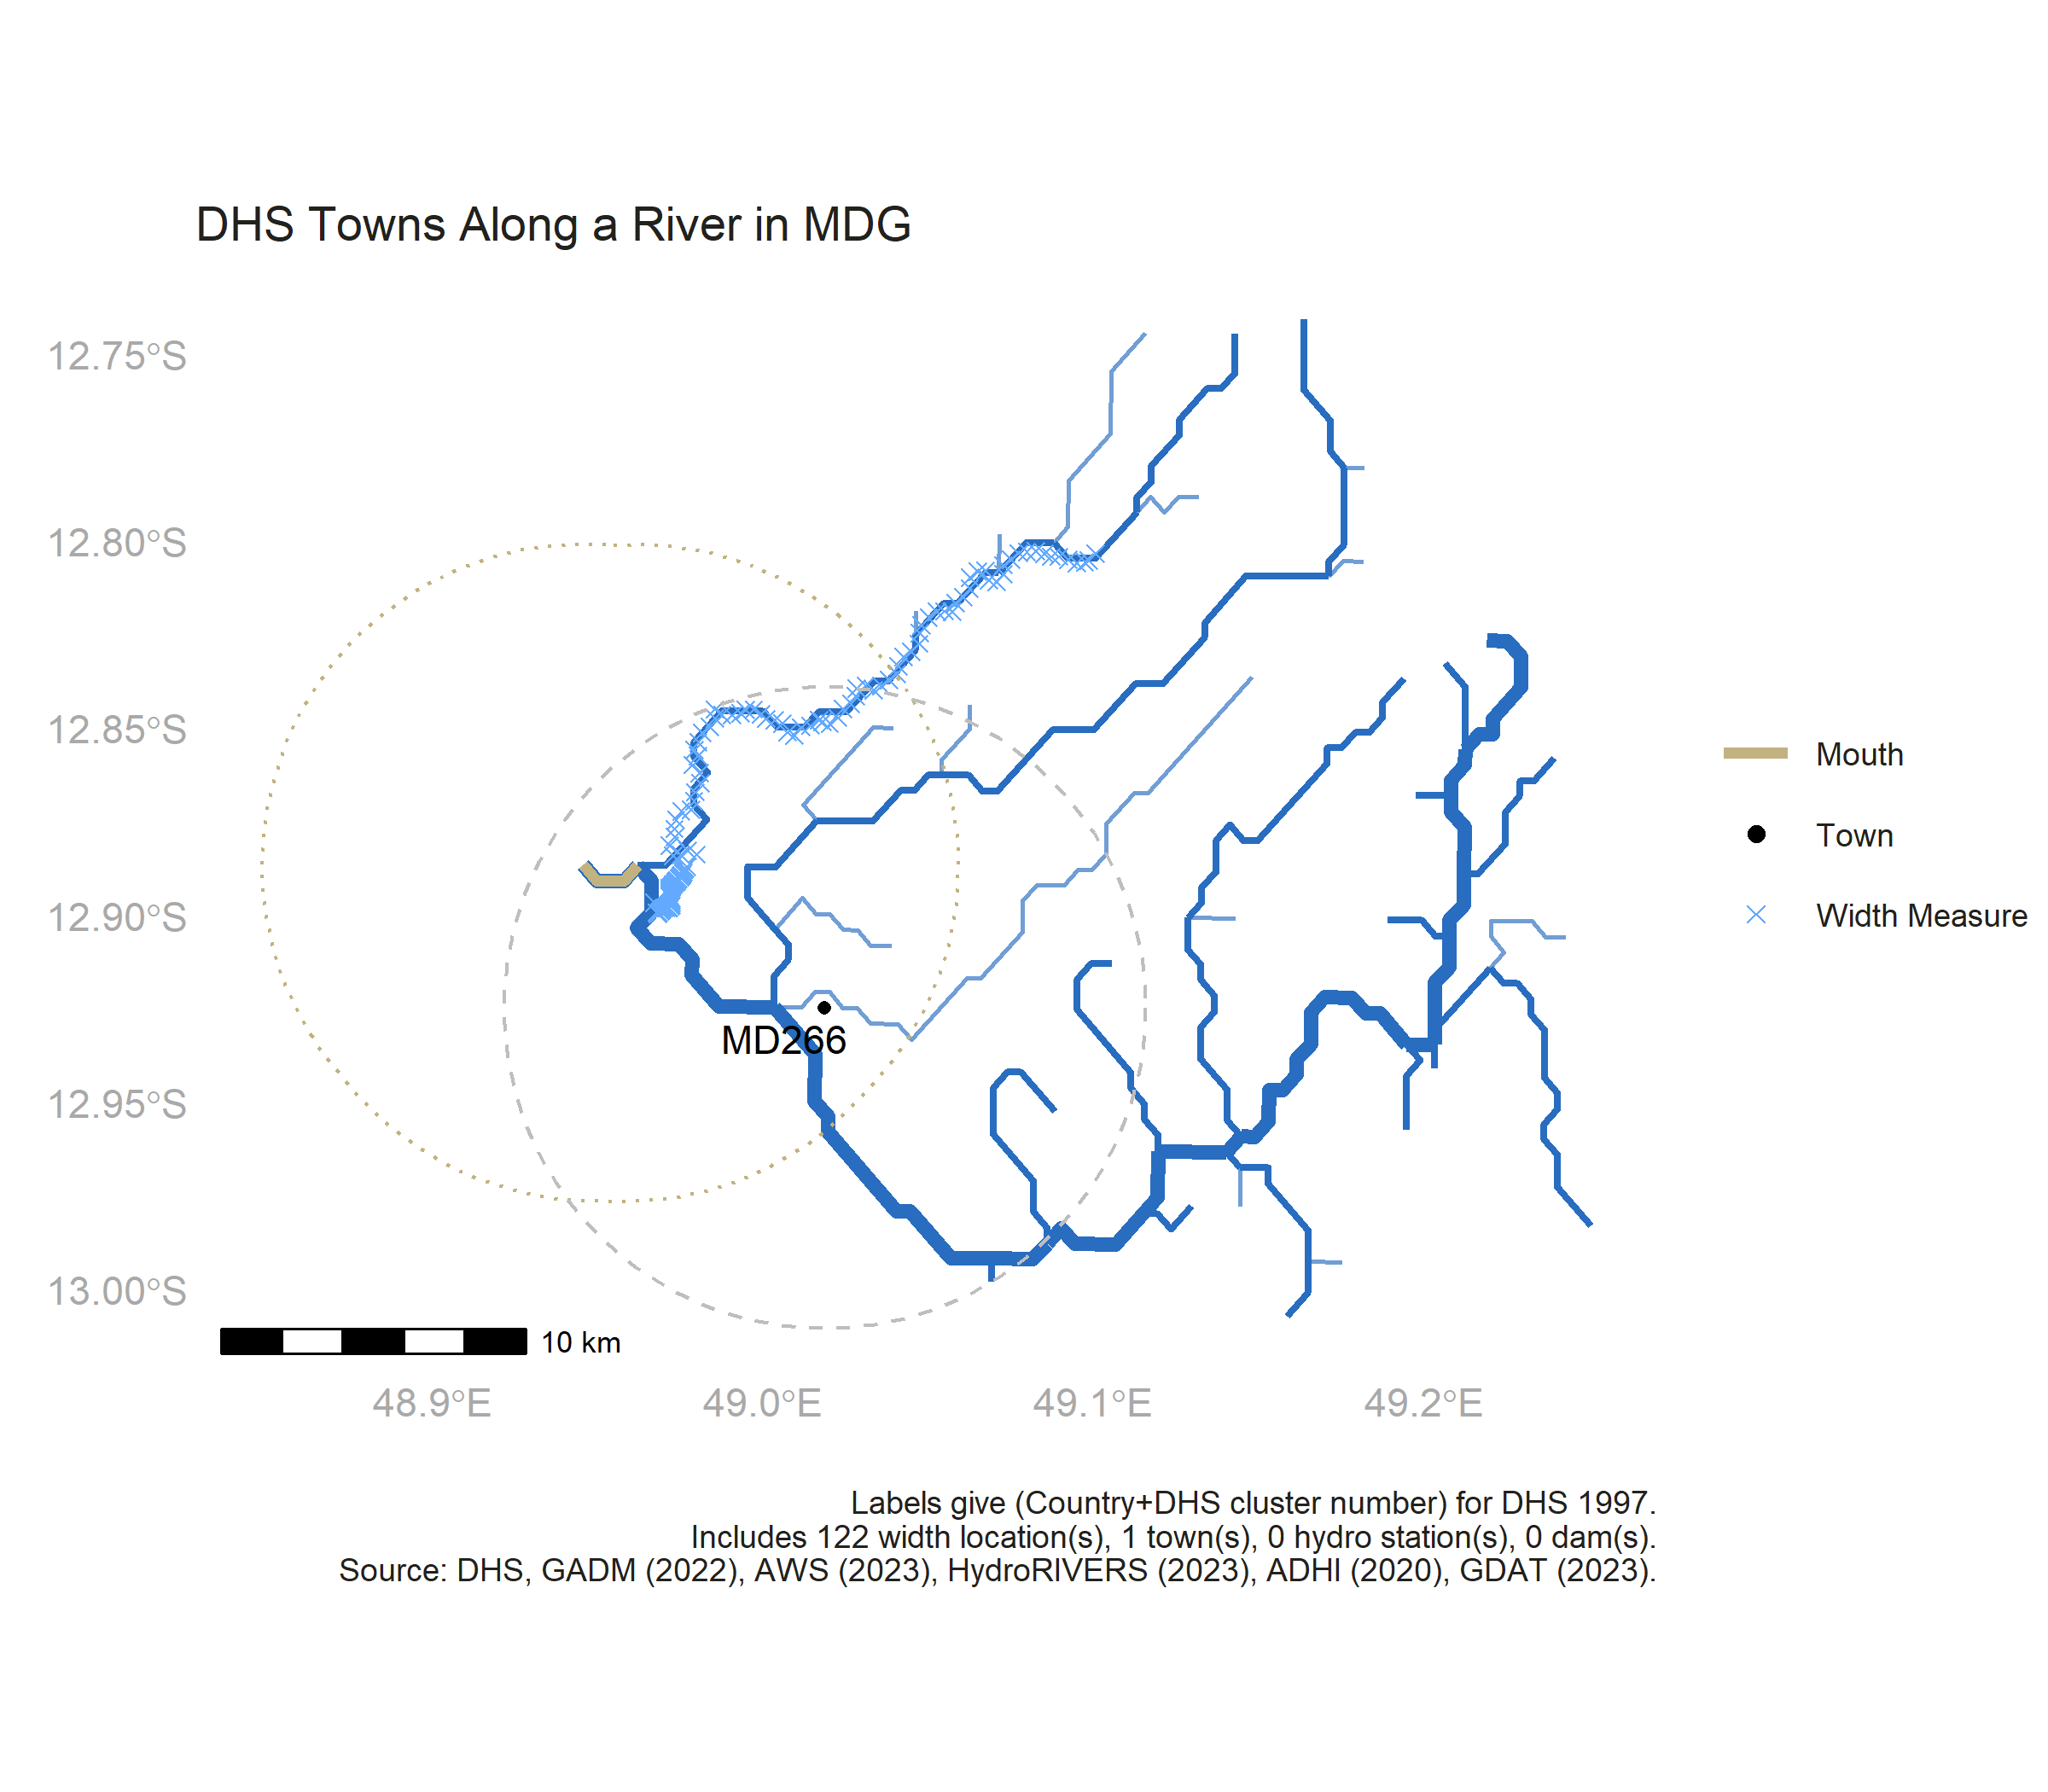 DHS Towns Along a River in MDG
12.75°S
12.80°S
12.85°S
12.90°S
12.95°S
13.00°S
Mouth
Town
Width Measure
MD266
10 km
48.9°E
49.0°E
49.1°E
49.2°E
Labels give (Country+DHS cluster number) for DHS 1997.
Includes 122 width location(s), 1 town(s), 0 hydro station(s), 0 dam(s).
Source: DHS, GADM (2022), AWS (2023), HydroRIVERS (2023), ADHI (2020), GDAT (2023).